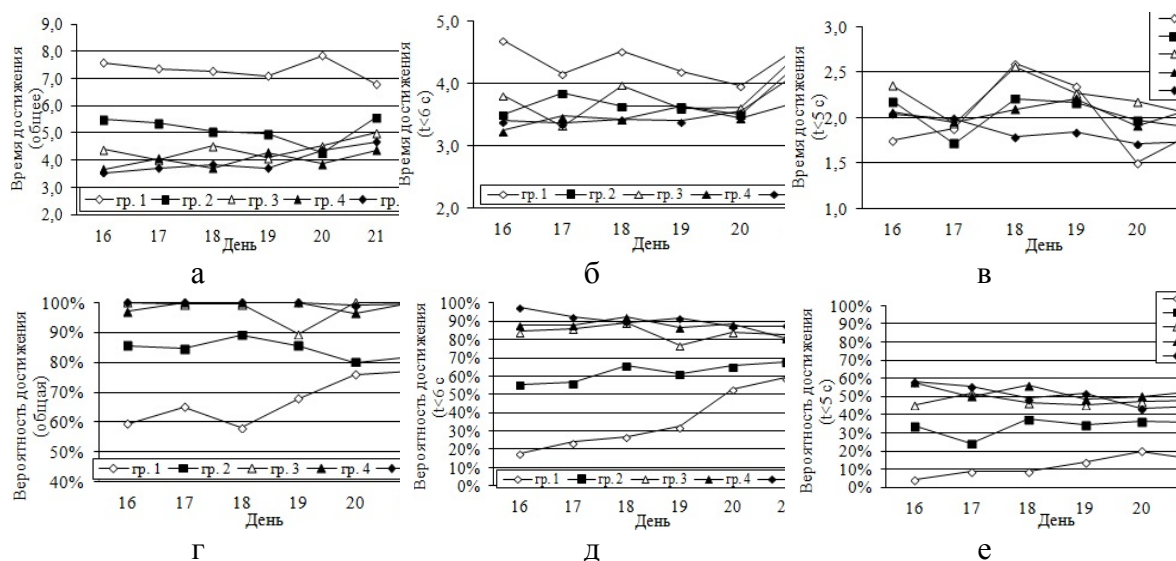 9,0
8,0
7,0
6,0
5,0
4,0
3,0
2,0
Время достижения
(общее)
гр. 1 гр. 2 гр. 3 гр. 4 гр.
16 17 18 19 20 21
День
а
5,0
4,0
3,0
2,0
Время достижения
(t<6 с)
гр. 1 гр. 2 гр. 3 гр. 4
16 17 18 19 20
День
б
3,0
2,5
2,0
1,5
1,0
Время достижения
(t<5 с)
16 17 18 19 20
День
в
100%
90%
80%
70%
60%
50%
40%
Вероятность достижения
(общая)
гр. 1 гр. 2 гр. 3 гр. 4
16 17 18 19 20
День
г
100%
90%
80%
70%
60%
50%
40%
30%
20%
10%
0%
Вероятность достижения
(t<6 с
гр. 1 гр. 2 гр. 3 гр. 4
16 17 18 19 20 2
День
д
100%
90%
80%
70%
60%
50%
40%
30%
20%
10%
0%
Вероятность достижения
(t<5 с)
16 17 18 19 20
День
е